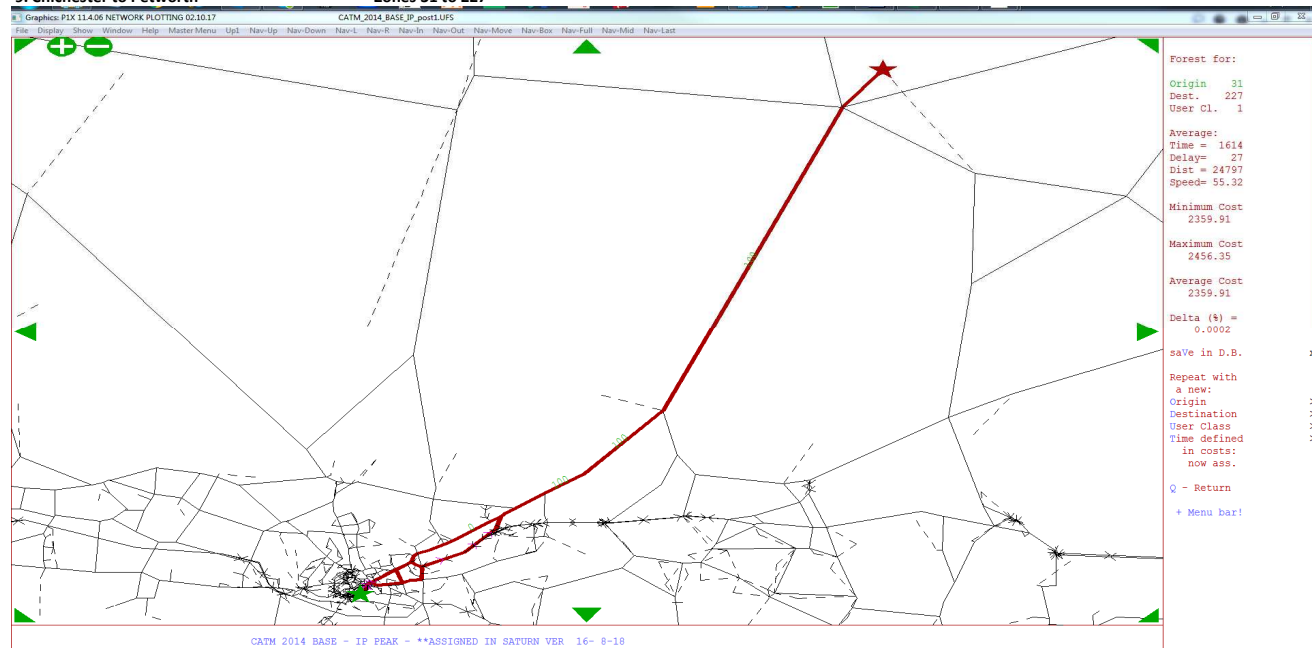 Graphics: P1X 11.4.06 NETWORK PLOTTING 02.10.17 CATM_2014_BASE_IP_post1.UFS
File Display Show Window Help Master Menu Up1 Nav-Up Nav-Down Nav-L Nav-R Nav-In Nav-Out Nav-Move Nav-Box Nav-Full Nav-Mid Nav-Last
Forest for:
Origin 31
Dest. 227
User Cl. 1
Average:
Time = 1614
Delay= 27
Dist = 24797
Speed= 55.32
Minimum Cost
2359.91
Maximum Cost
2456.35
Average Cost
2359.91
Delta (%) =
0.0002
saVe in D.B.
Repeat with
a new:
Origin
Destination
User Class
Time defined
in costs:
now ass.
Q - Return
+ Menu bar!
100
100
100
0
CATM 2014 BASE - IP PEAK - **ASSIGNED IN SATURN VER 16- 8-18